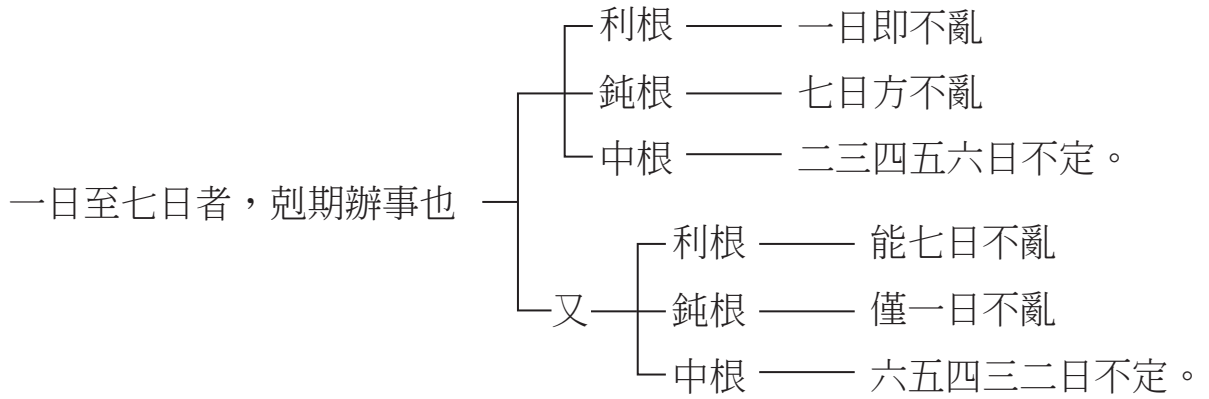 利根 一日即不亂
鈍根 七日方不亂
中根 二三四五六日不定。
一日至七日者，剋期辦事也
利根 能七日不亂
又 鈍根 僅一日不亂
中根 六五四三二日不定。